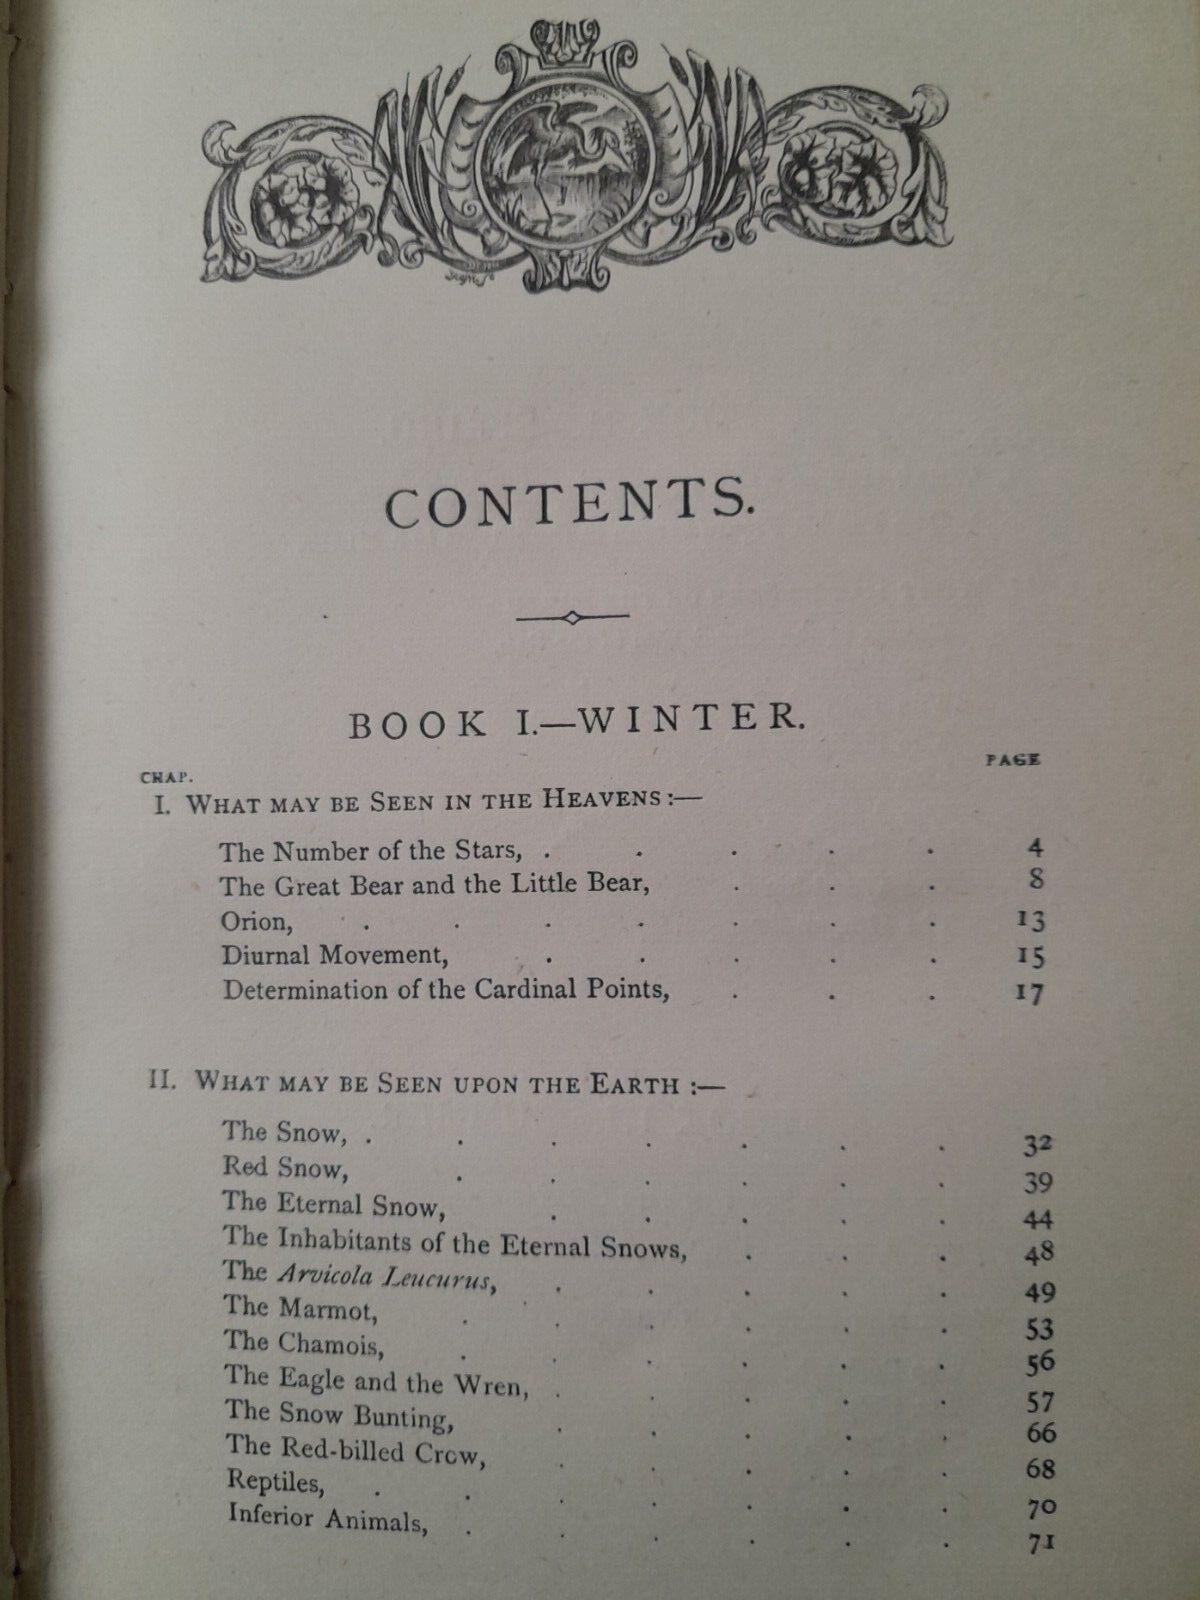 CONTENTS.
BOOK I.—WINTER.
CHAP. PAGE
I. WHAT MAY BE SEEN IN THE HEAVENS:—
The Number of the Stars, . . . . . 4
The Great Bear and the Little Bear, . . . 8
Orion, . . . . . . . 13
Diurnal Movement, . . . . . 15
Determination of the Cardinal Points, . . . 17
II. WHAT MAY BE SEEN UPON THE EARTH :—
The Snow, . . . . . . . 32
Red Snow, . . . . . . 39
The Eternal Snow, . . . . . 44
The Inhabitants of the Eternal Snows, . . . 48
The Arvicola Leucurus, . . . . . 49
The Marmot, . . . . . . 53
The Chamois, . . . . . . 56
The Eagle and the Wren, . . . . . 57
The Snow Bunting, . . . . . 66
The Red-billed Crow, . . . . . 68
Reptiles, . . . . . . . 70
Inferior Animals, . . . . . . 71